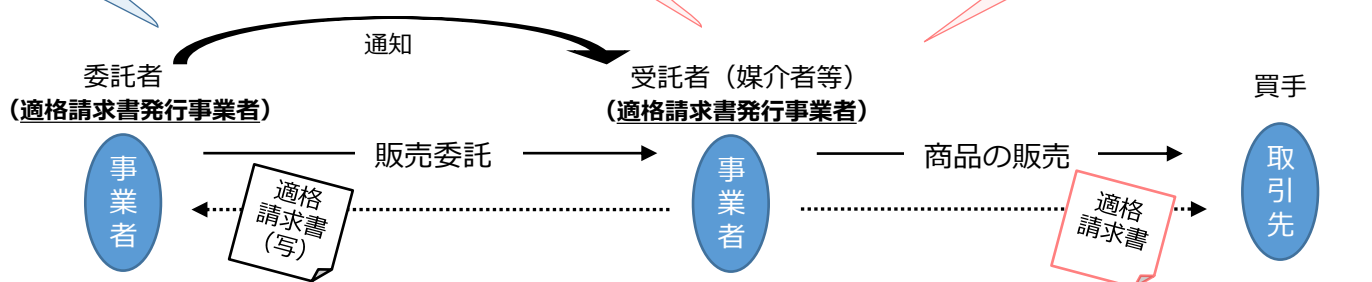 通知
委託者
（適格請求書発行事業者）
受託者（媒介者等）
（適格請求書発行事業者）
買手
事業者
販売委託
事業者
商品の販売
取引先
適格
請求書
（写）
適格
請求書